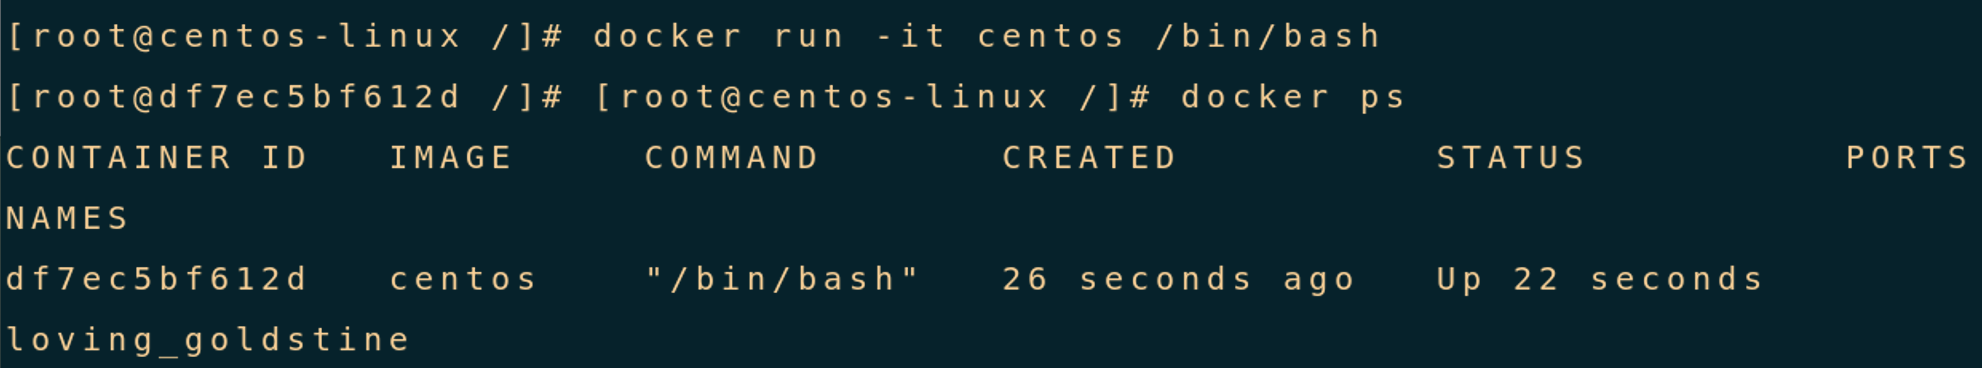 [root@centos-linux /]# docker run -it centos /bin/bash
[root@df7ec5bf612d /]# [root@centos-linux /]# docker ps
CONTAINER ID   IMAGE     COMMAND       CREATED          STATUS          PORTS
NAMES
df7ec5bf612d   centos    "/bin/bash"   26 seconds ago   Up 22 seconds
loving_goldstine